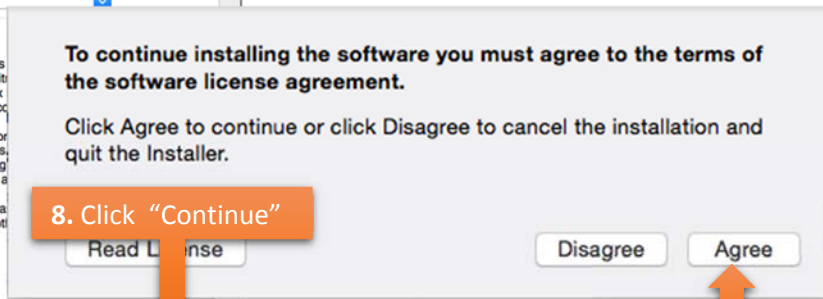 To continue installing the software you must agree to the terms of
the software license agreement.
Click Agree to continue or click Disagree to cancel the installation and
quit the Installer.
8. Click “Continue”
Read
Disagree
Agree